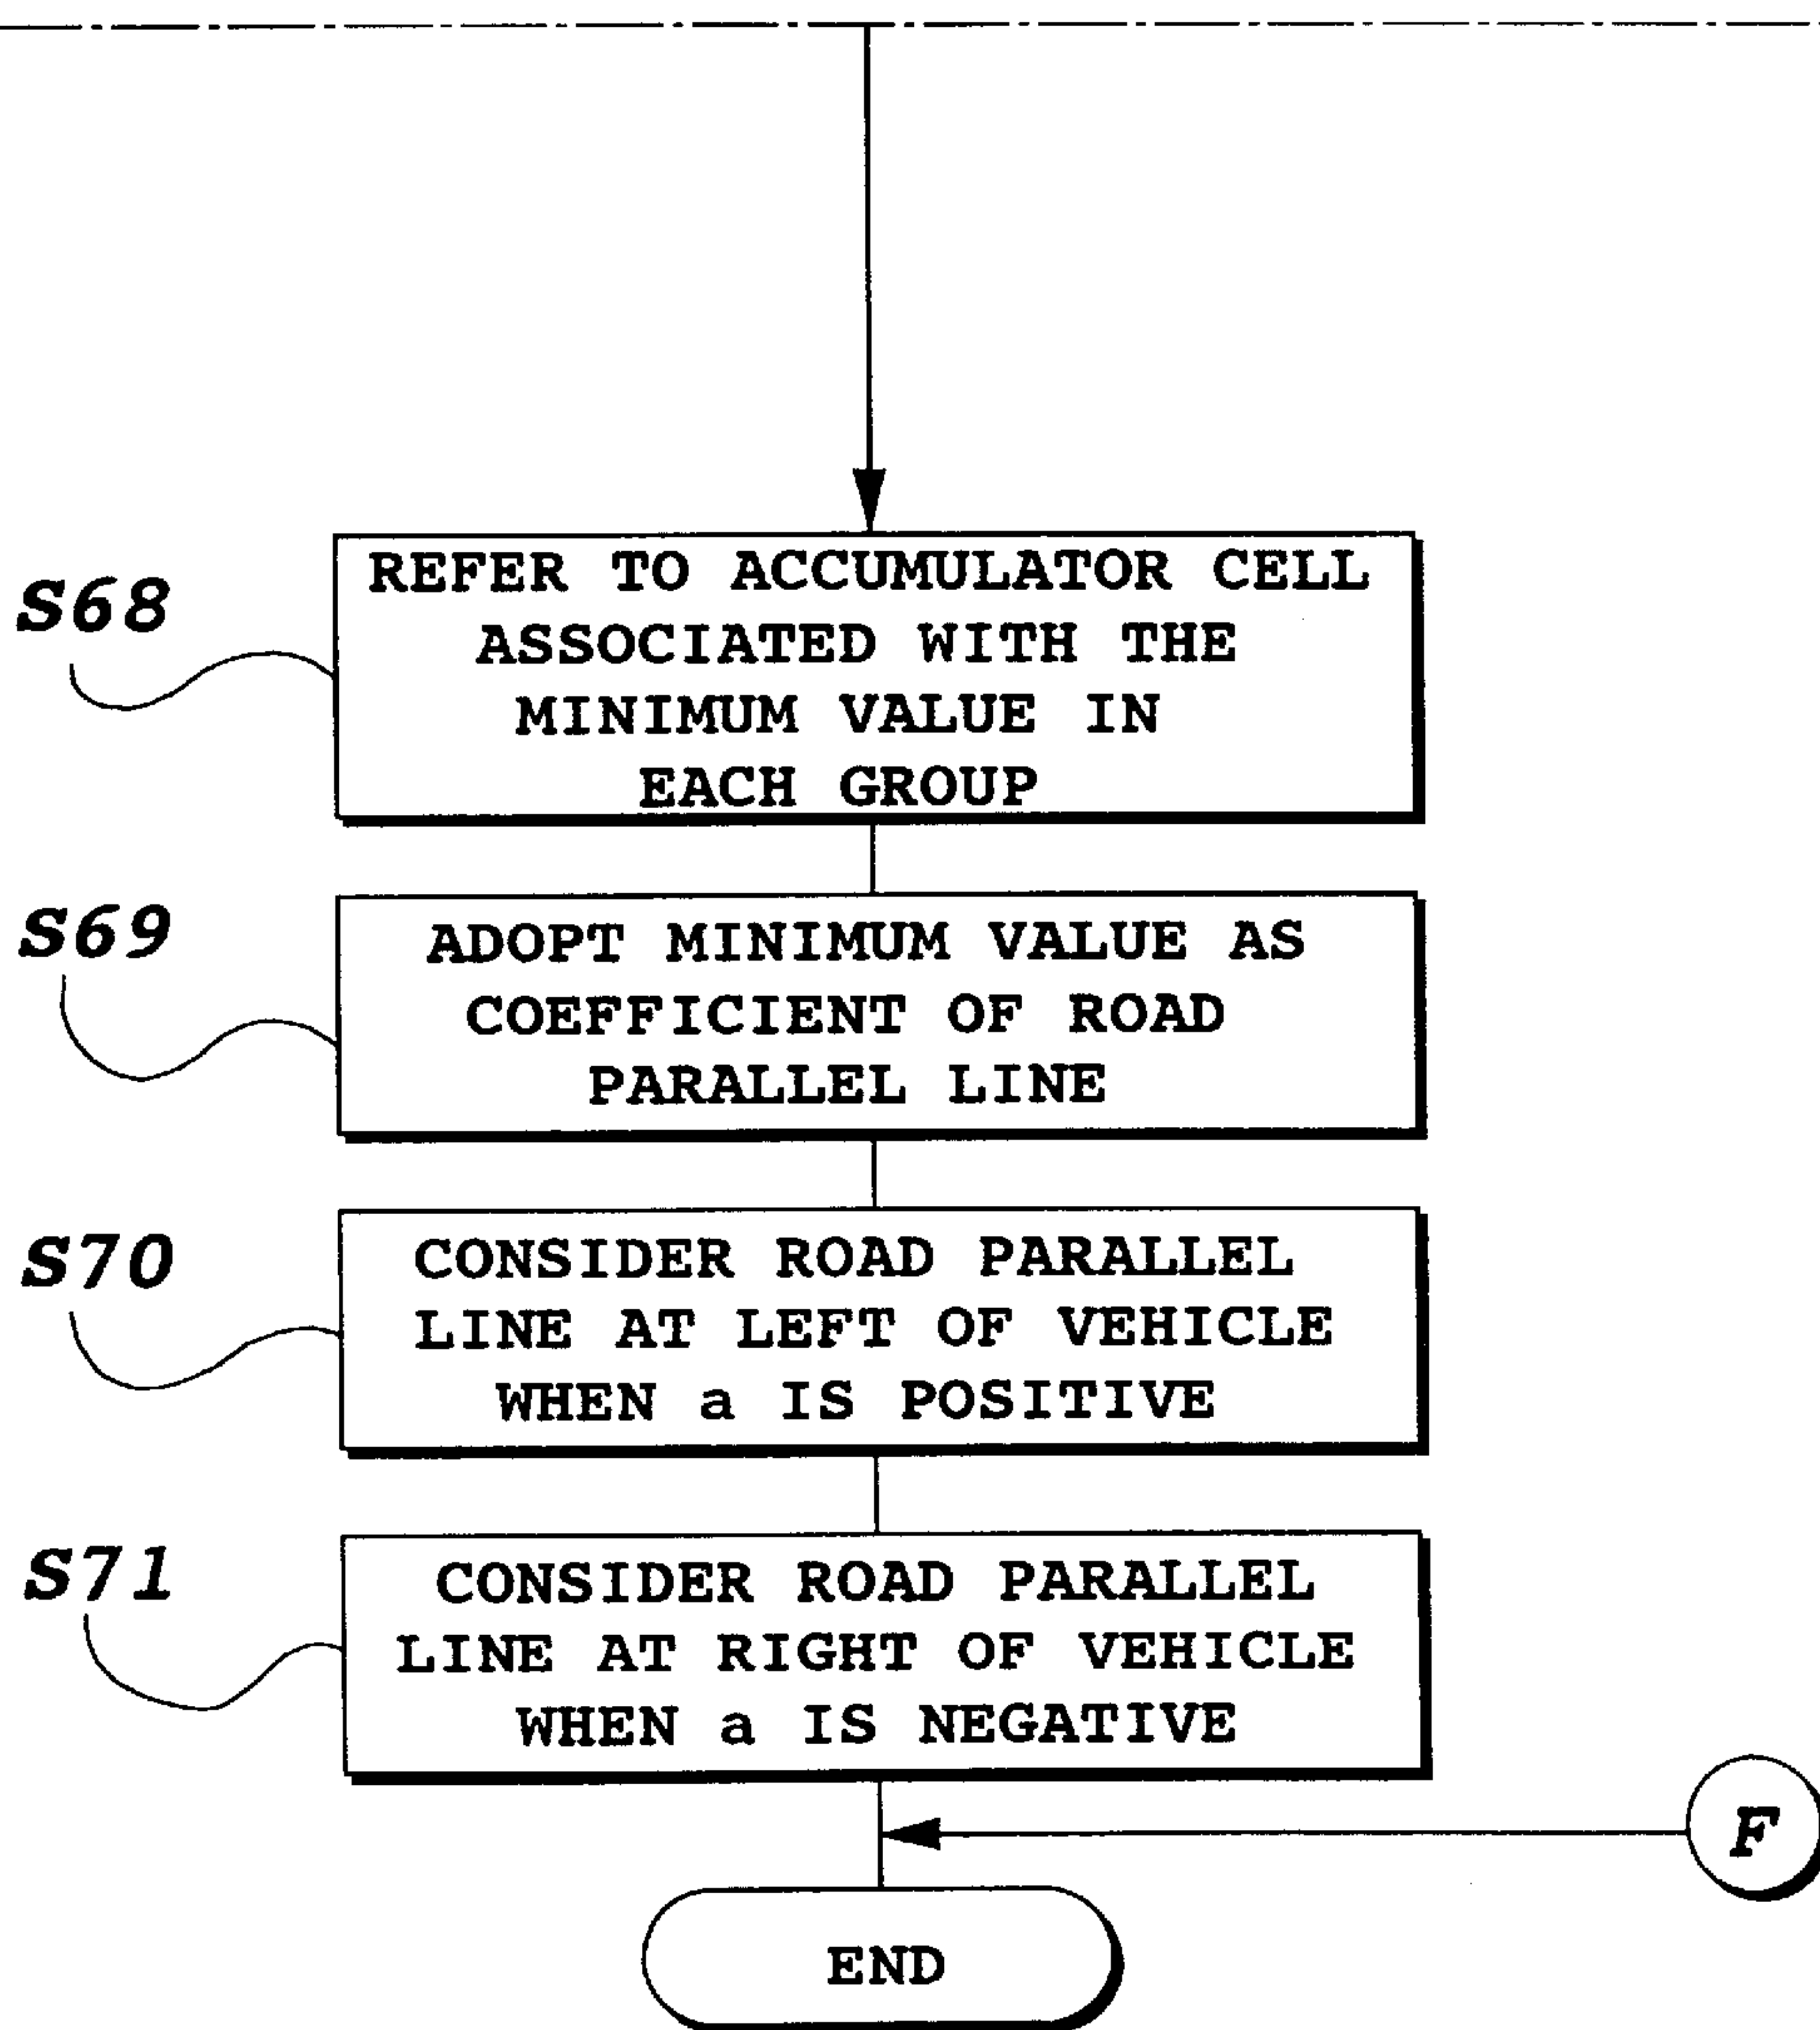 S68
REFER TO ACCUMULATOR CELL
ASSOCIATED WITH THE
MINIMUM VALUE IN
EACH GROUP
S69
ADOPT MINIMUM VALUE AS
COEFFICIENT OF ROAD
PARALLEL LINE
S70
CONSIDER ROAD PARALLEL
LINE AT LEFT OF VEHICLE
WHEN a IS POSITIVE
S71
CONSIDER ROAD PARALLEL
LINE AT RIGHT OF VEHICLE
WHEN a IS NEGATIVE
F
END